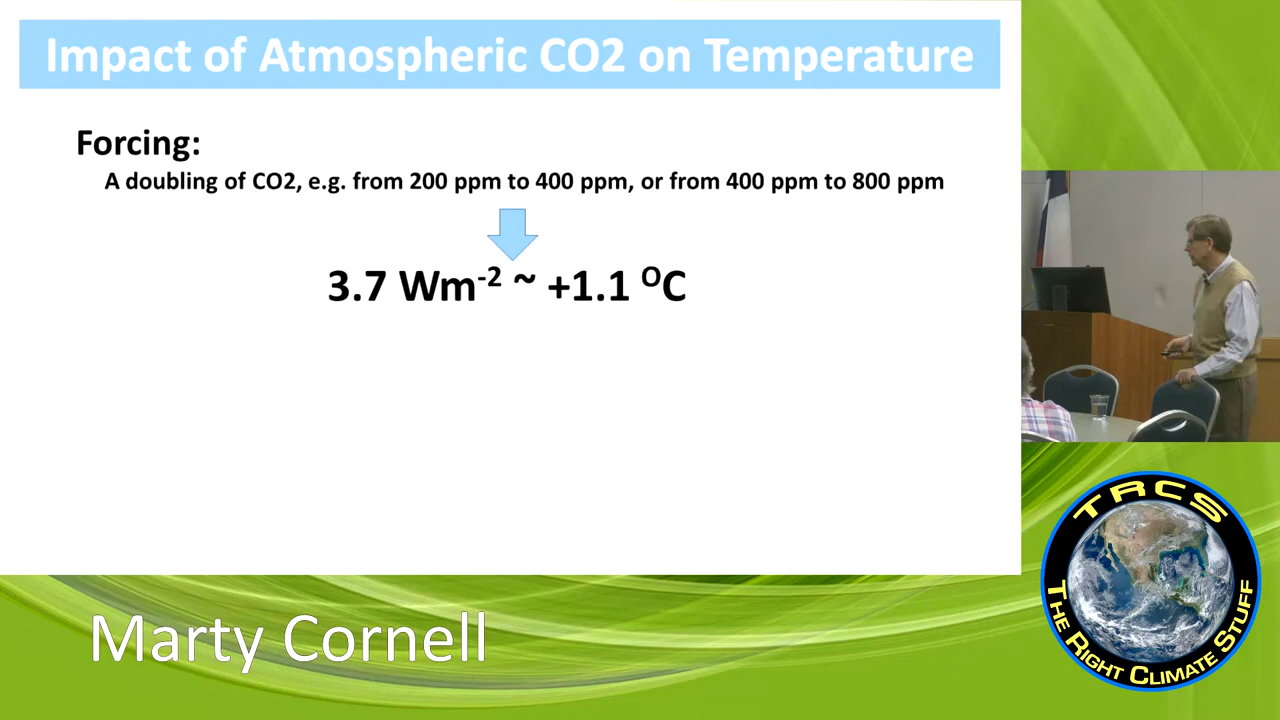 Impact of Atmospheric CO2 on Temperature
Forcing:
A doubling of CO2, e.g. from 200 ppm to 400 ppm, or from 400 ppm to 800 ppm
3.7 Wm⁻² ~ +1.1 ᴼC
Marty Cornell
TRCS
THE RIGHT CLIMATE STUFF